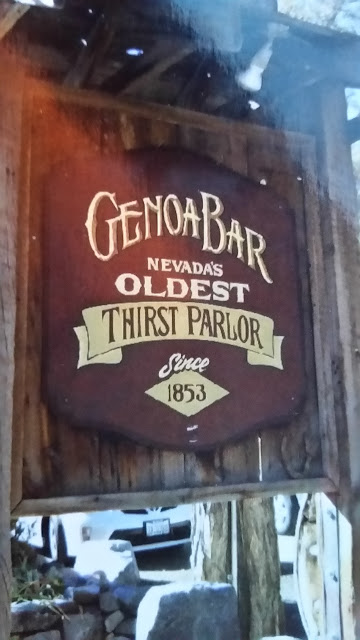 GENOA BAR
NEVADA'S
OLDEST
THIRST PARLOR
Since
1853